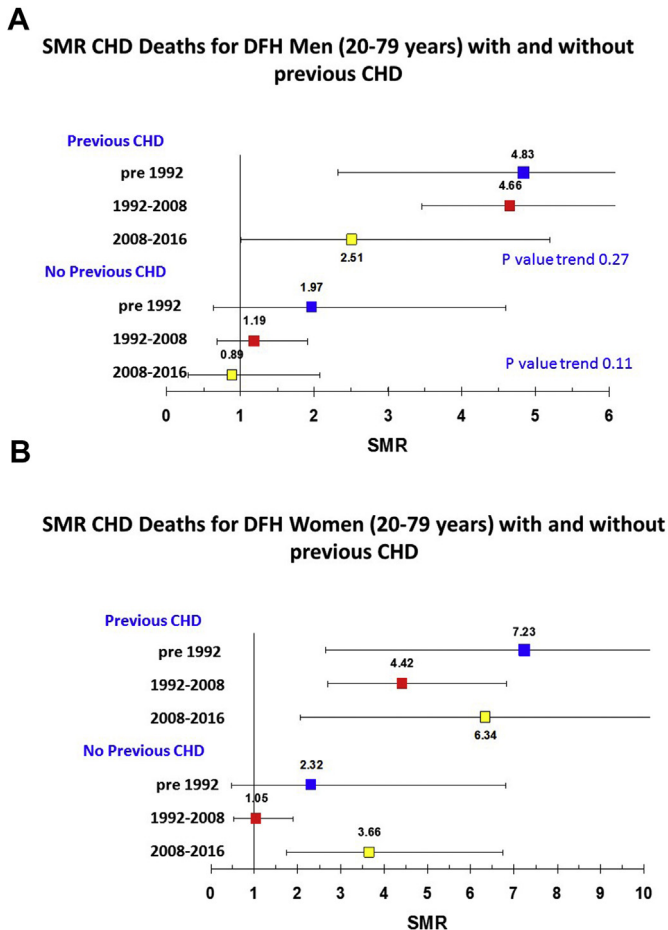 A
SMR CHD Deaths for DFH Men (20-79 years) with and without
previous CHD
Previous CHD
pre 1992
4.83
1992-2008
4.66
2008-2016
2.51
P value trend 0.27
No Previous CHD
pre 1992
1.97
1992-2008
1.19
2008-2016
0.89
P value trend 0.11
0 1 2 3 4 5 6
SMR
B
SMR CHD Deaths for DFH Women (20-79 years) with and without
previous CHD
Previous CHD
pre 1992
7.23
1992-2008
4.42
2008-2016
6.34
No Previous CHD
pre 1992
2.32
1992-2008
1.05
2008-2016
3.66
0 1 2 3 4 5 6 7 8 9 10
SMR